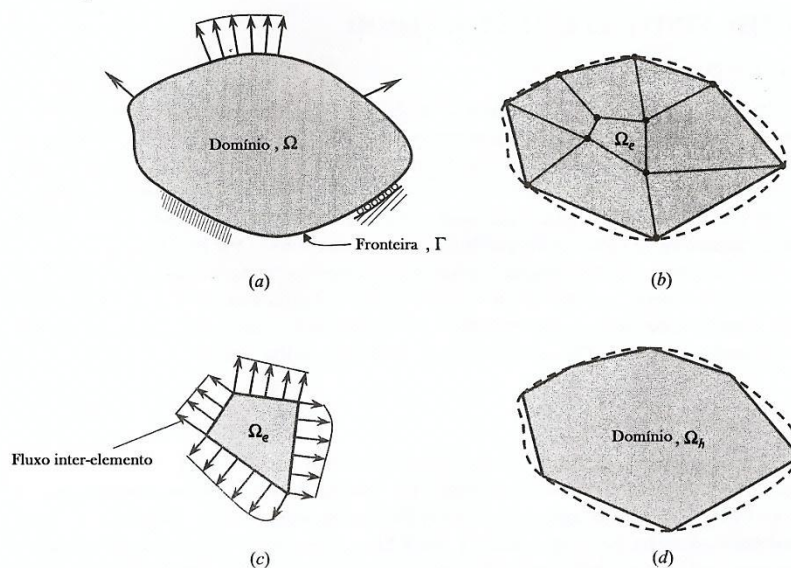 Domínio , Ω
Fronteira , Γ
(a)
Ωe
(b)
Ωe
Fluxo inter-elemento
(c)
Domínio, Ωh
(d)